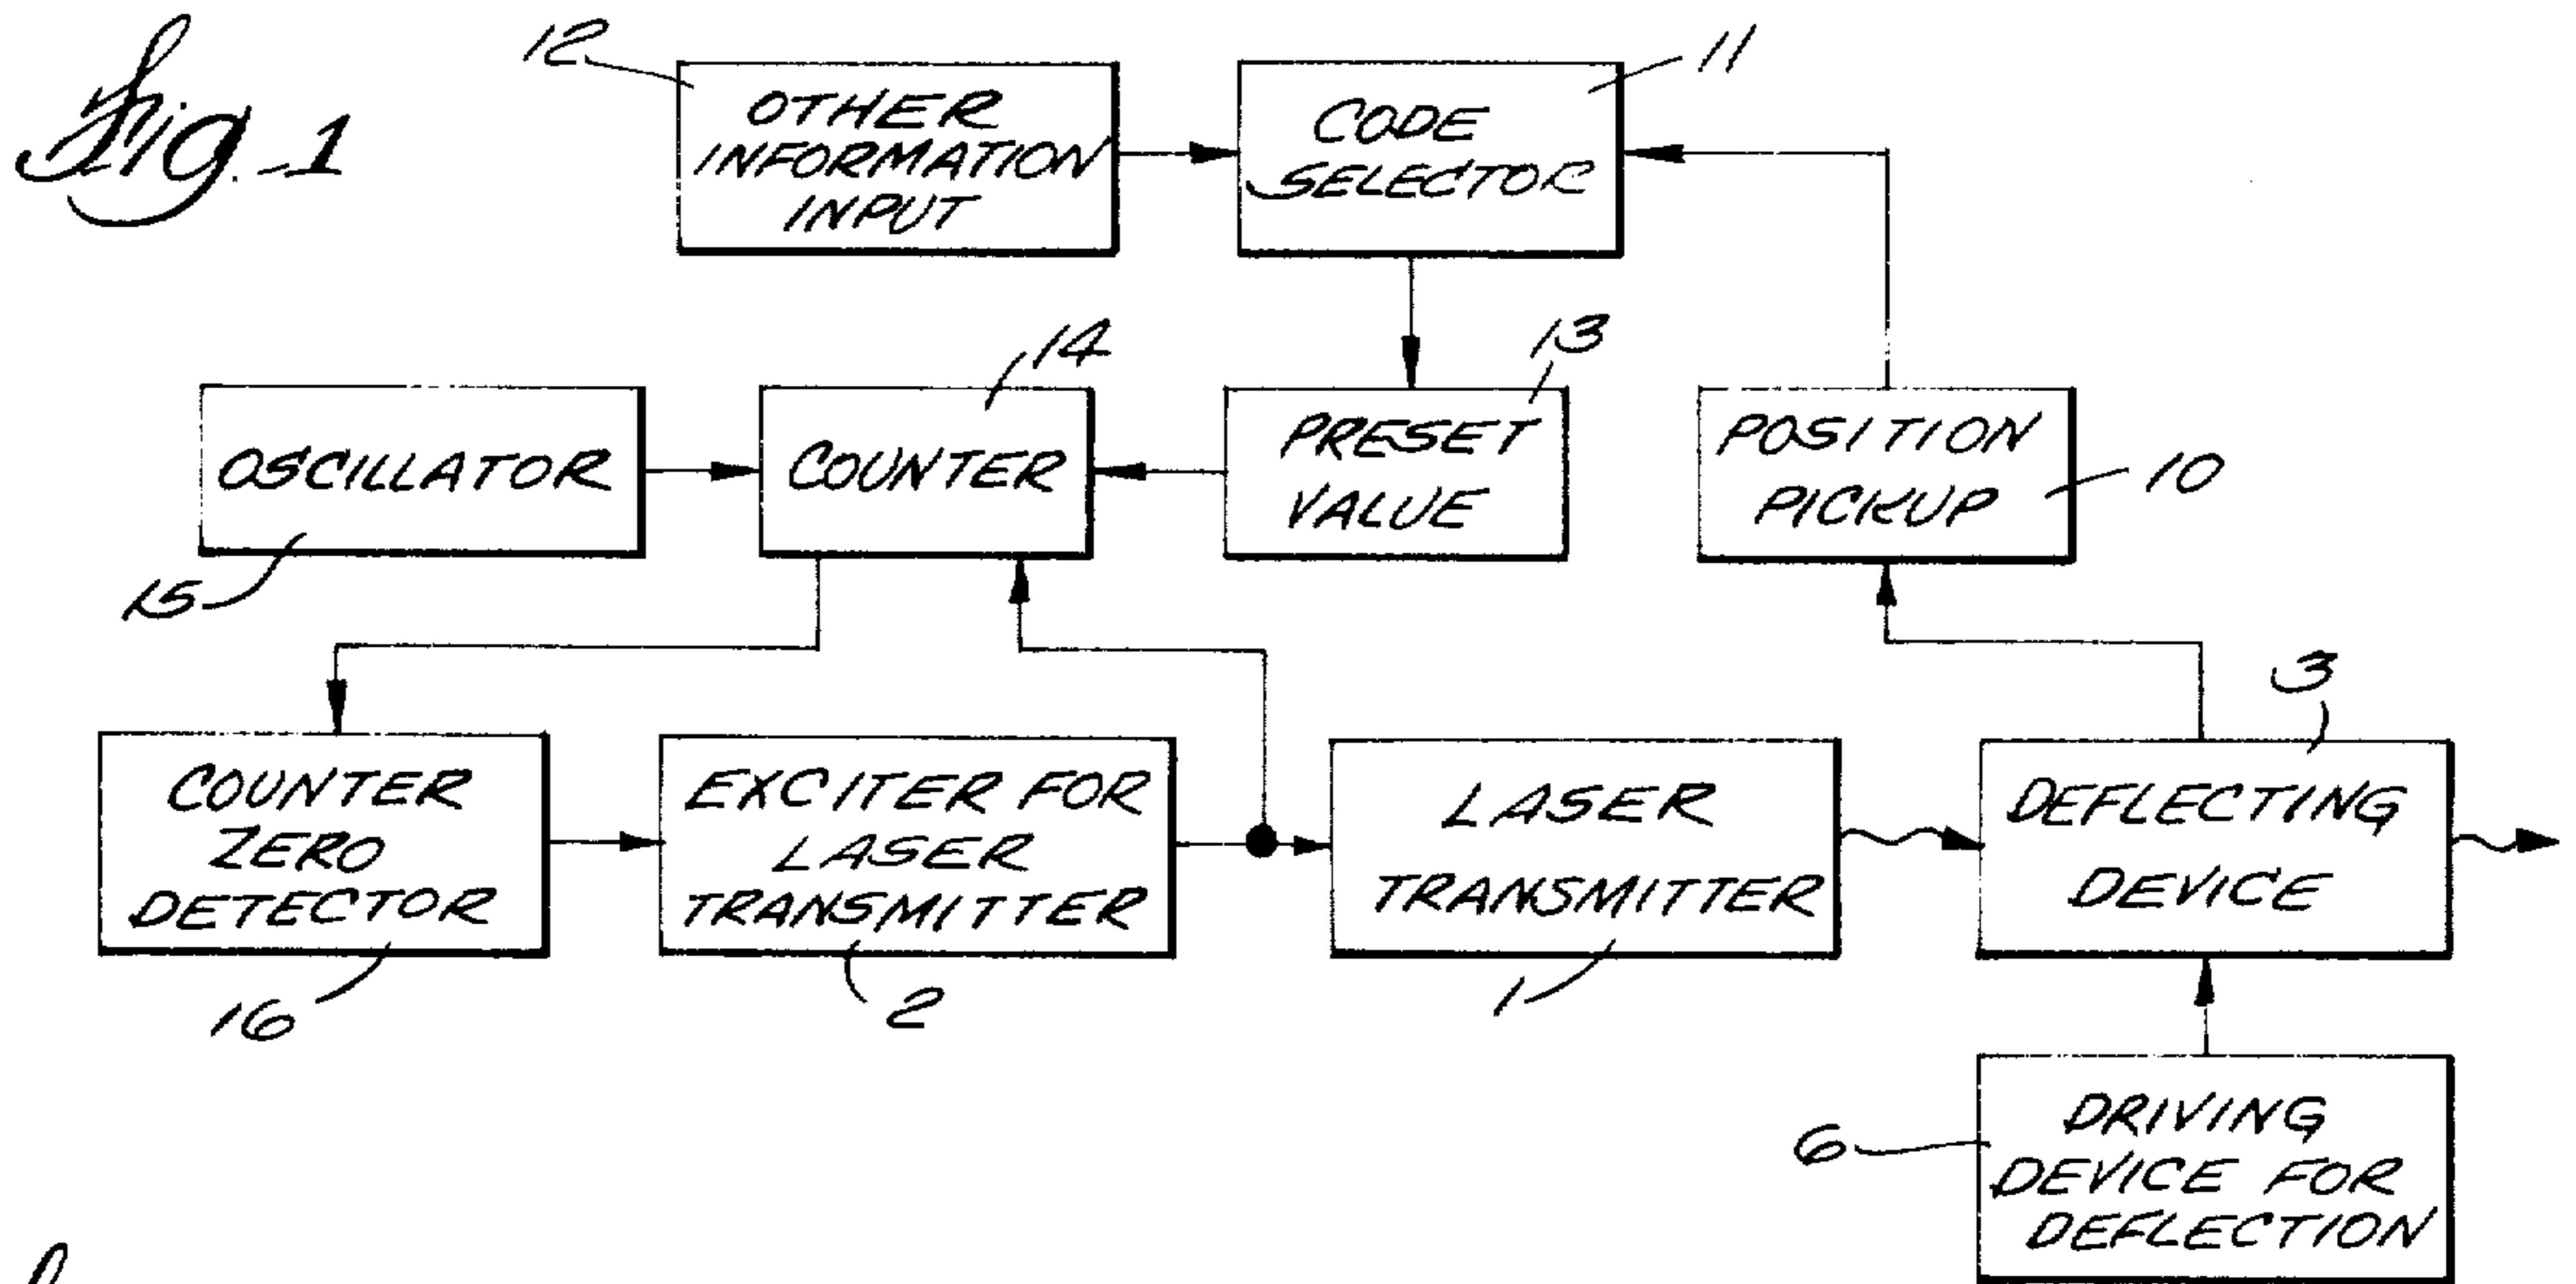 Fig. 1
12
OTHER
INFORMATION
INPUT
11
CODE
SELECTOR
15
OSCILLATOR
14
COUNTER
13
PRESET
VALUE
POSITION
PICKUP
10
COUNTER
ZERO
DETECTOR
16
EXCITER FOR
LASER
TRANSMITTER
2
LASER
TRANSMITTER
1
3
DEFLECTING
DEVICE
6
DRIVING
DEVICE FOR
DEFLECTION